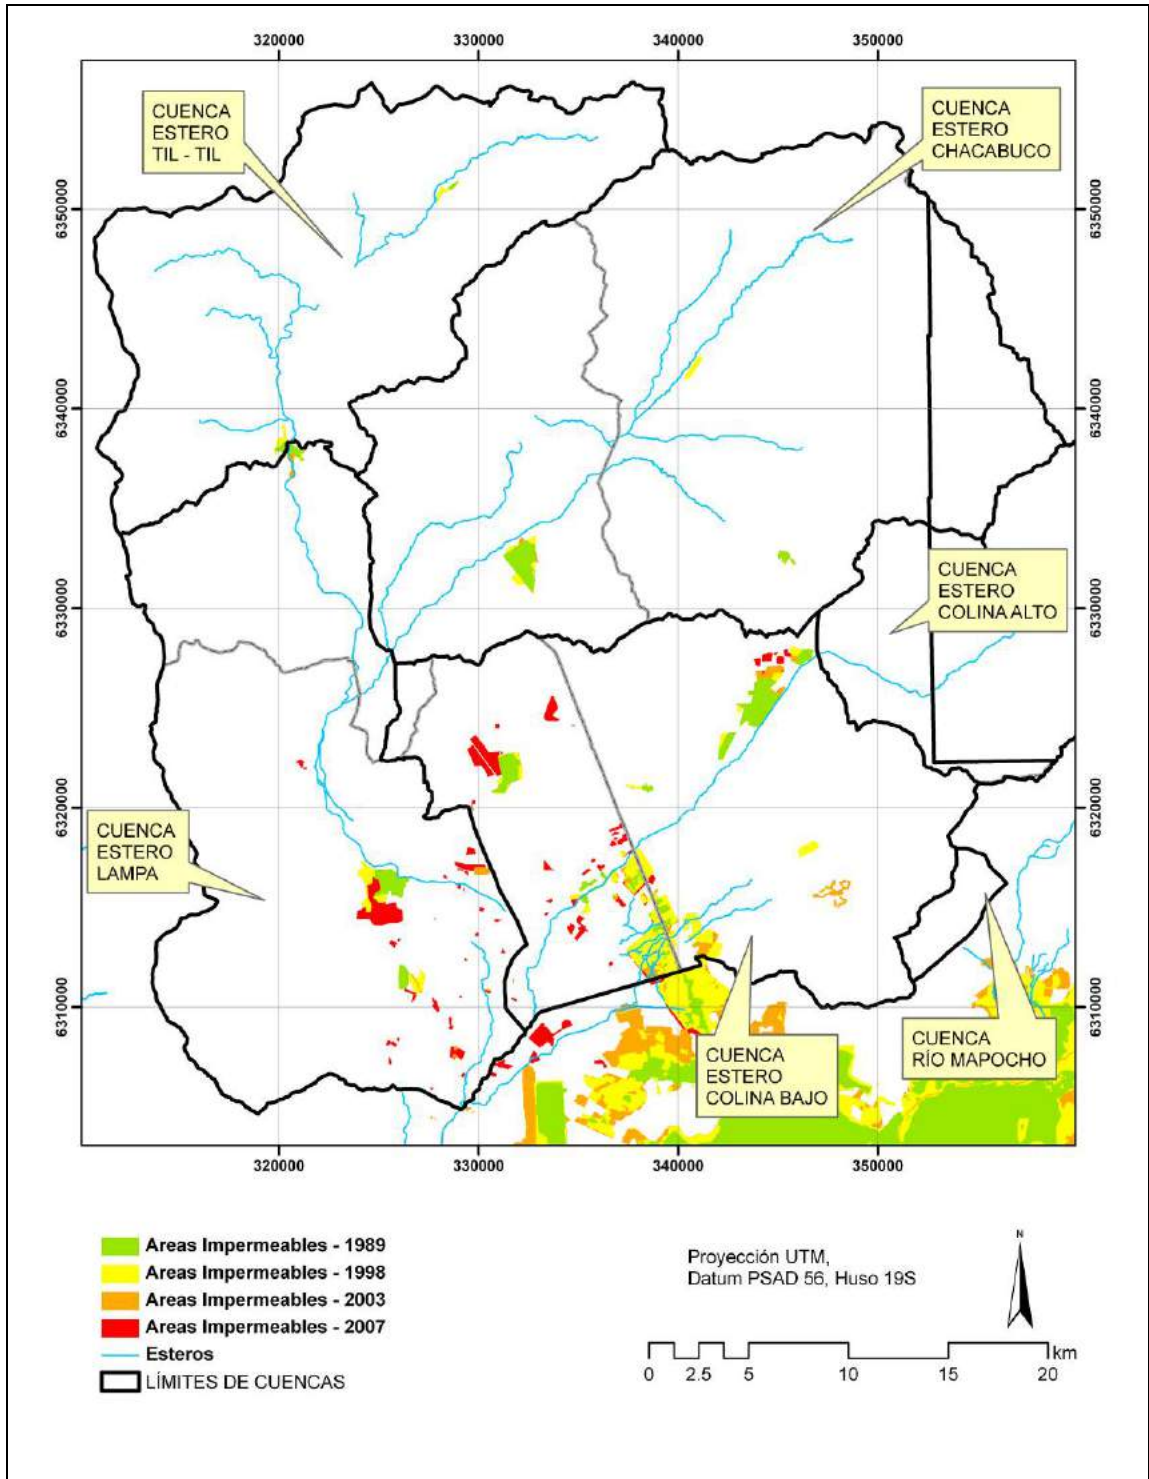 320000 330000 340000 350000
CUENCA
ESTERO
TIL - TIL
CUENCA
ESTERO
CHACABUCO
6350000 6350000
6340000 6340000
CUENCA
ESTERO
COLINA ALTO
6330000 6330000
6320000 6320000
CUENCA
ESTERO
LAMPA
6310000 6310000
CUENCA
RÍO MAPOCHO
CUENCA
ESTERO
COLINA BAJO
320000 330000 340000 350000
Areas Impermeables - 1989
Areas Impermeables - 1998
Areas Impermeables - 2003
Areas Impermeables - 2007
Esteros
LÍMITES DE CUENCAS
Proyección UTM,
Datum PSAD 56, Huso 19S
N
km
0 2.5 5 10 15 20